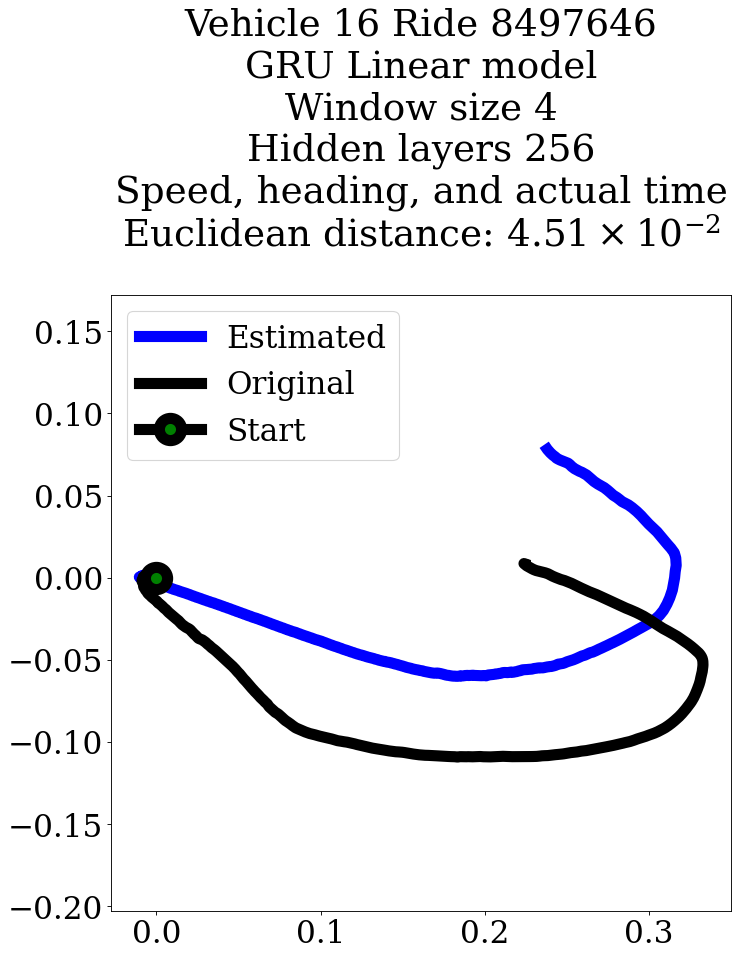 Vehicle 16 Ride 8497646
GRU Linear model
Window size 4
Hidden layers 256
Speed, heading, and actual time
Euclidean distance: 4.51 × 10⁻²
Estimated
Original
Start
0.15
0.10
0.05
0.00
−0.05
−0.10
−0.15
−0.20
0.0 0.1 0.2 0.3